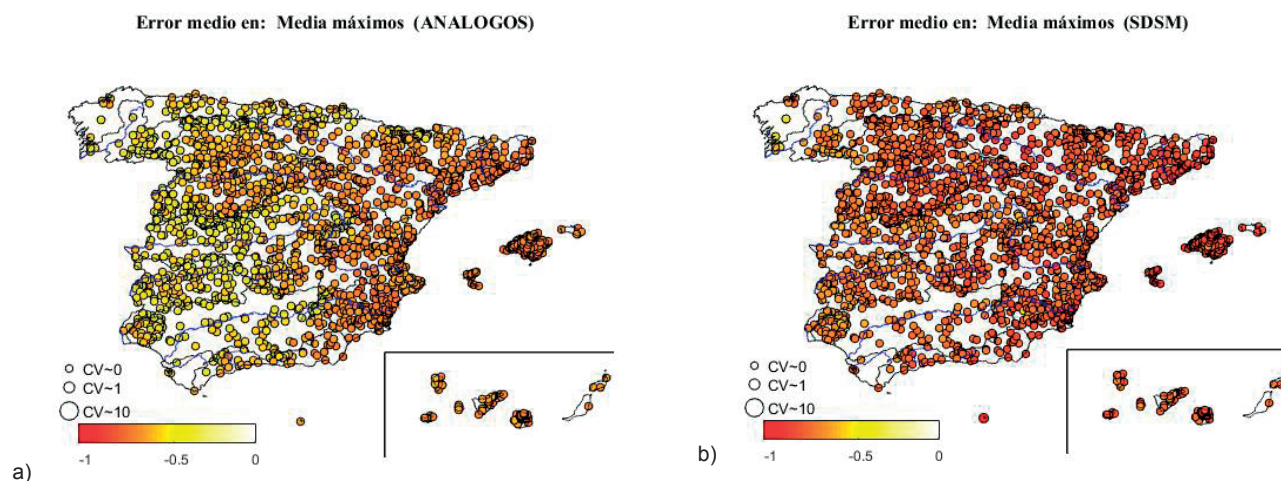 Error medio en: Media máximos (ANALOGOS)
CV~0
CV~1
CV~10
-1 -0.5 0
a)
Error medio en: Media máximos (SDSM)
CV~0
CV~1
CV~10
-1 -0.5 0
b)